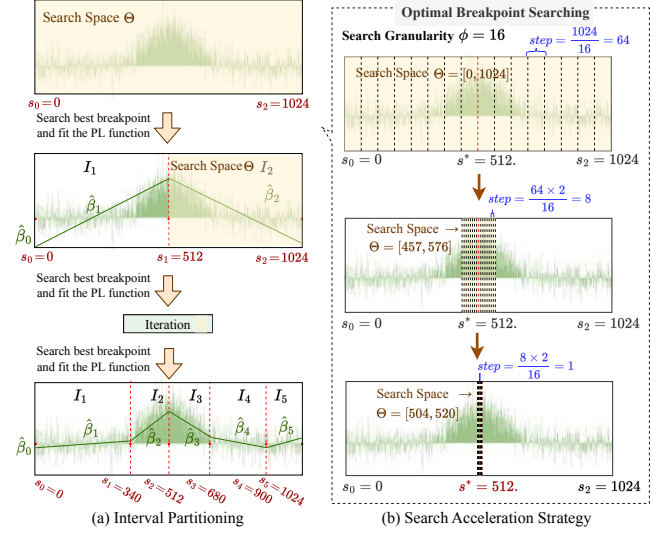 Search Space Θ
s₀=0
s₂=1024
Search best breakpoint
and fit the PL function
I₁
Search Space Θ
I₂
β̂₁
β̂₂
β̂₀
s₀=0
s₁=512
s₂=1024
Search best breakpoint
and fit the PL function
Iteration
Search best breakpoint
and fit the PL function
I₁
I₂
I₃
I₄
I₅
β̂₀
β̂₁
β̂₂
β̂₃
β̂₄
β̂₅
s₀=0
s₁=340
s₂=512
s₃=680
s₄=900
s₅=1024
(a) Interval Partitioning
Optimal Breakpoint Searching
Search Granularity ϕ = 16
step = 1024/16 = 64
Search Space Θ = [0, 1024]
s₀ = 0
s* = 512.
s₂ = 1024
step = 64 × 2/16 = 8
Search Space →
Θ = [457, 576]
s₀ = 0
s* = 512.
s₂ = 1024
step = 8 × 2/16 = 1
Search Space →
Θ = [504, 520]
s₀ = 0
s* = 512.
s₂ = 1024
(b) Search Acceleration Strategy